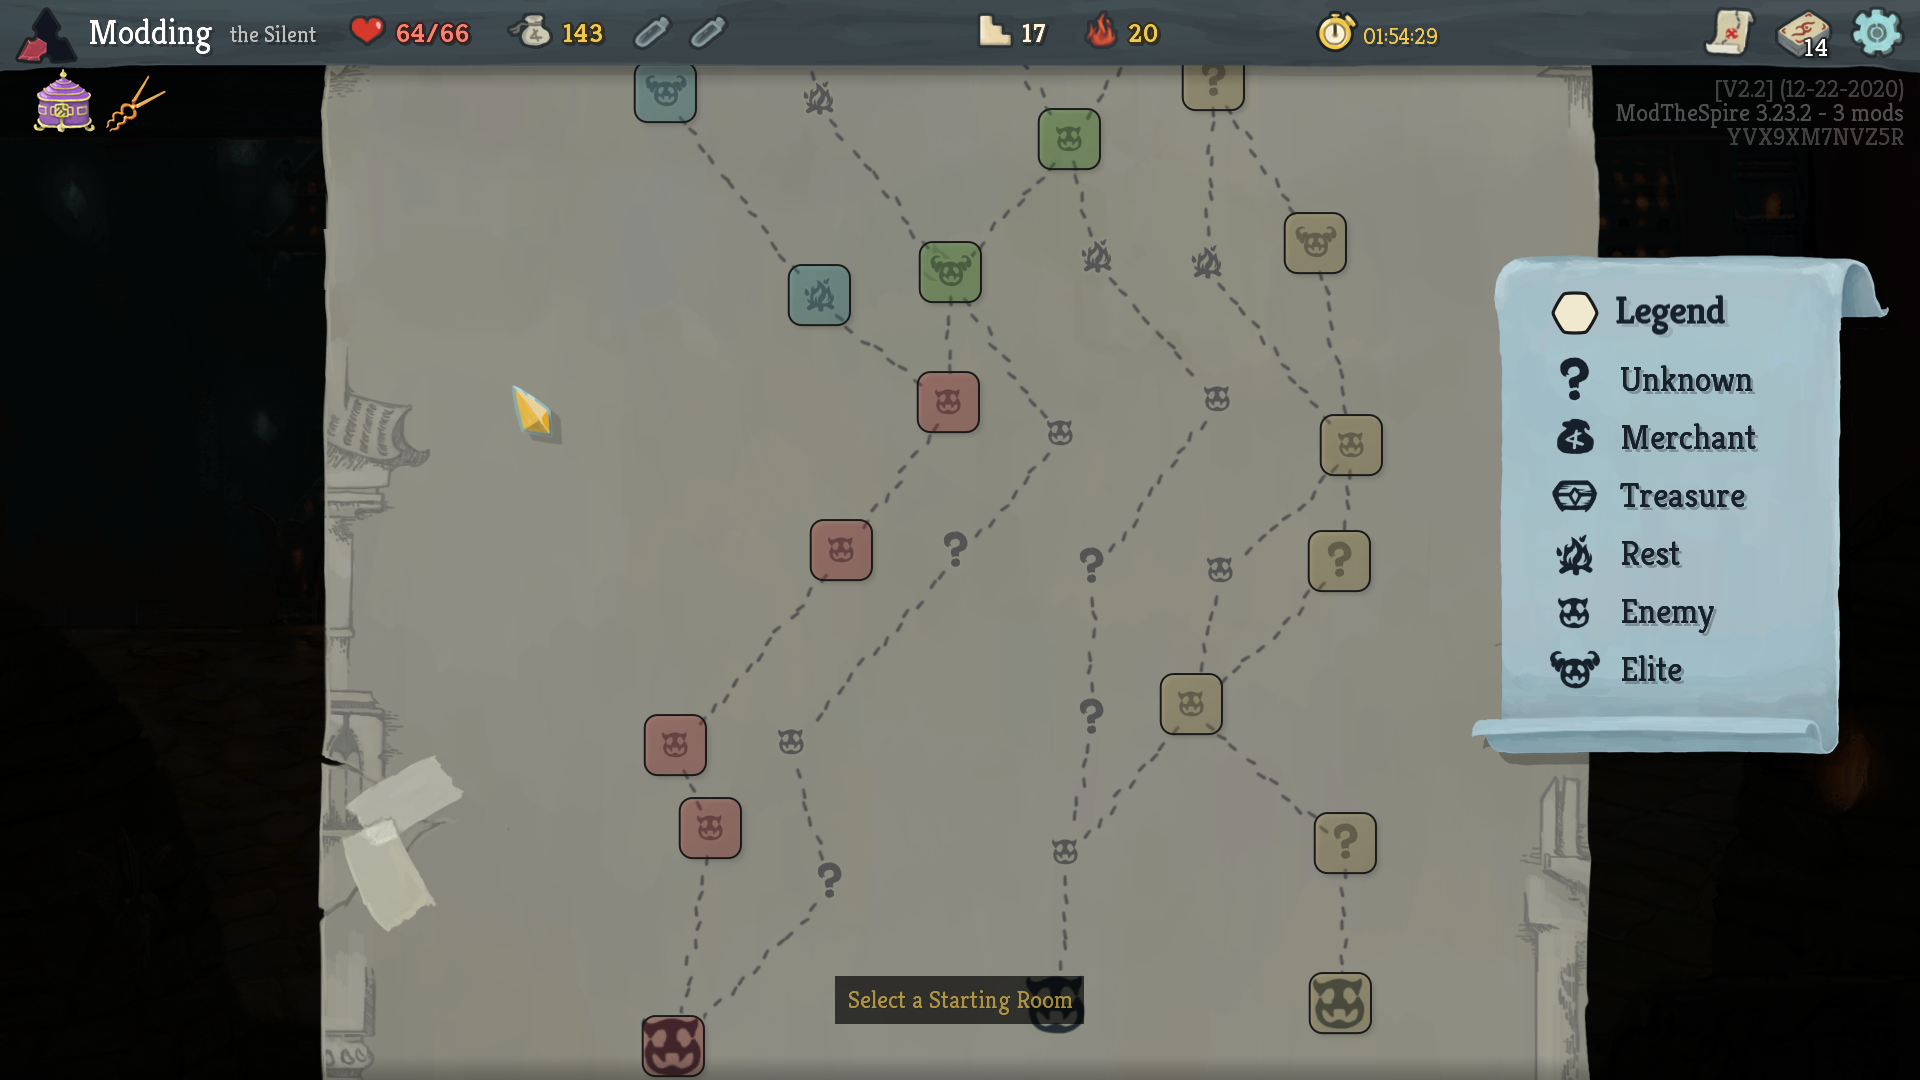 Modding the Silent 64/66 143 17 20 01:54:29 14
[V2.2] (12-22-2020)
ModTheSpire 3.23.2 - 3 mods
YVX9XM7NVZ5R
Legend
Unknown
Merchant
Treasure
Rest
Enemy
Elite
Select a Starting Room